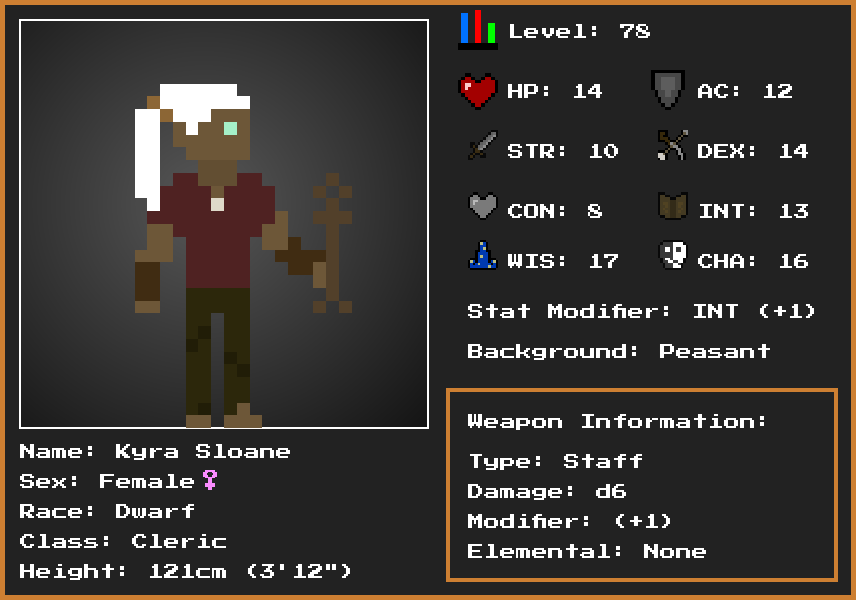 Level: 78
HP: 14
AC: 12
STR: 10
DEX: 14
CON: 8
INT: 13
WIS: 17
CHA: 16
Stat Modifier: INT (+1)
Background: Peasant
Weapon Information:
Type: Staff
Damage: d6
Modifier: (+1)
Elemental: None
Name: Kyra Sloane
Sex: Female♀
Race: Dwarf
Class: Cleric
Height: 121cm (3'12")